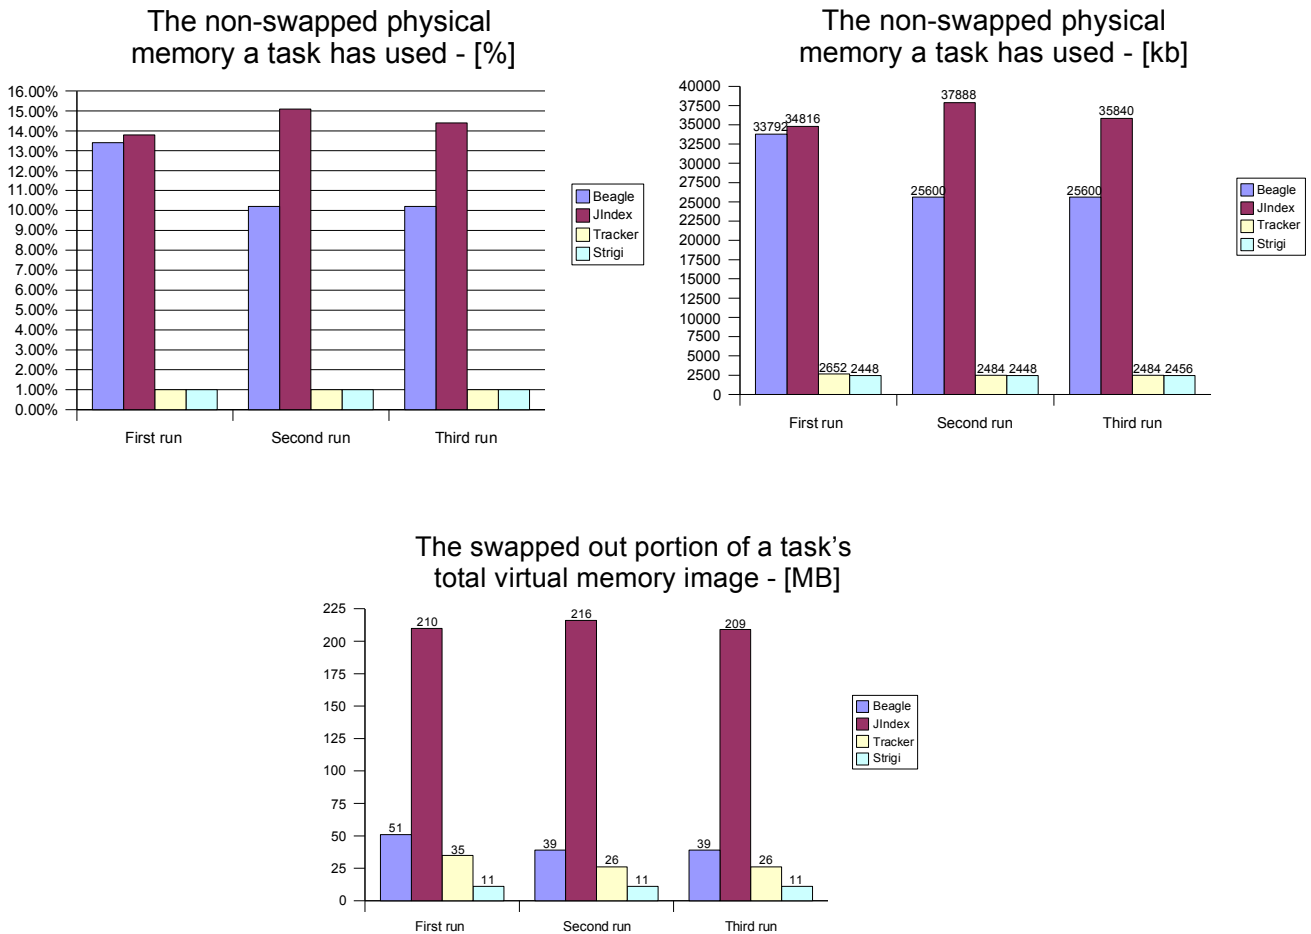 The non-swapped physical
memory a task has used - [%]
16.00%
15.00%
14.00%
13.00%
12.00%
11.00%
10.00%
9.00%
8.00%
7.00%
6.00%
5.00%
4.00%
3.00%
2.00%
1.00%
0.00%
First run
Second run
Third run
Beagle
JIndex
Tracker
Strigi
The non-swapped physical
memory a task has used - [kb]
40000
37500
35000
32500
30000
27500
25000
22500
20000
17500
15000
12500
10000
7500
5000
2500
0
33792 34816 2652 2448
25600 37888 2484 2448
25600 35840 2484 2456
First run
Second run
Third run
Beagle
JIndex
Tracker
Strigi
The swapped out portion of a task's
total virtual memory image - [MB]
225
200
175
150
125
100
75
50
25
0
51 210 35 11
39 216 26 11
39 209 26 11
First run
Second run
Third run
Beagle
JIndex
Tracker
Strigi